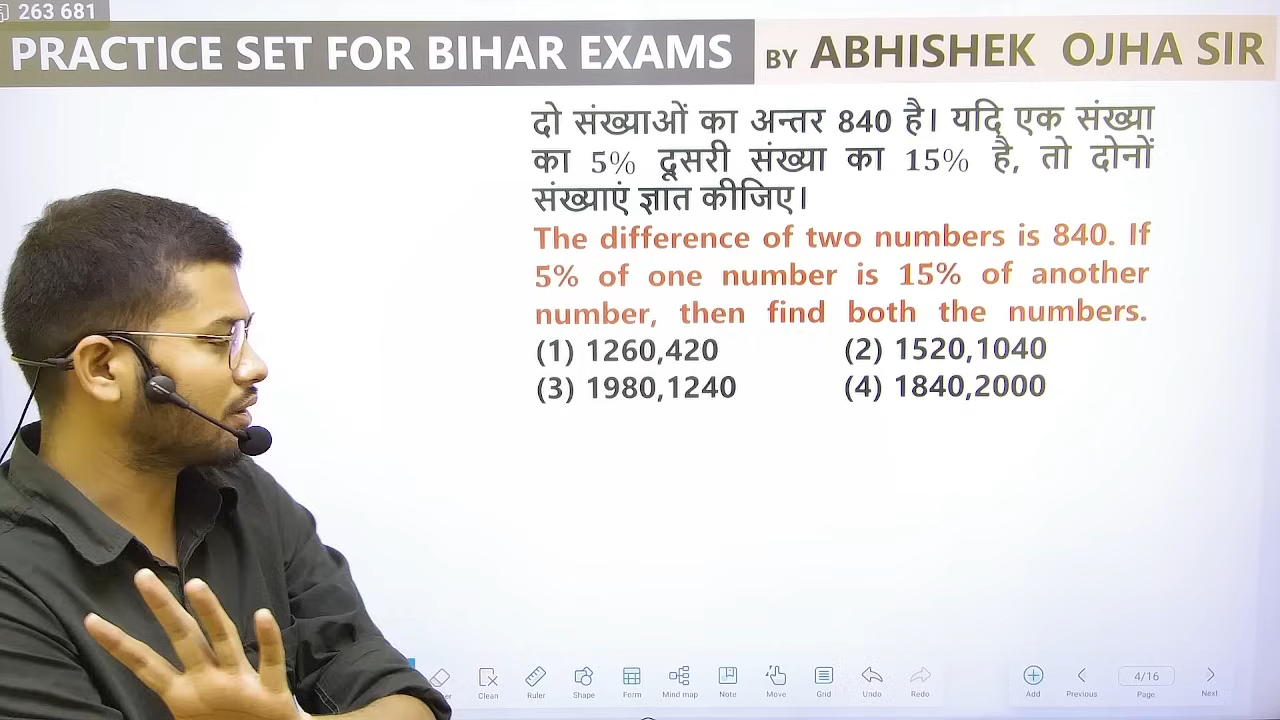 263 681
PRACTICE SET FOR BIHAR EXAMS BY ABHISHEK OJHA SIR
दो संख्याओं का अन्तर 840 है। यदि एक संख्या
का 5% दूसरी संख्या का 15% है, तो दोनों
संख्याएं ज्ञात कीजिए।
The difference of two numbers is 840. If
5% of one number is 15% of another
number, then find both the numbers.
(1) 1260,420 (2) 1520,1040
(3) 1980,1240 (4) 1840,2000
Clean Ruler Shape Form Mind map Note Move Grid Undo Redo Add Previous 4/16 Page Next